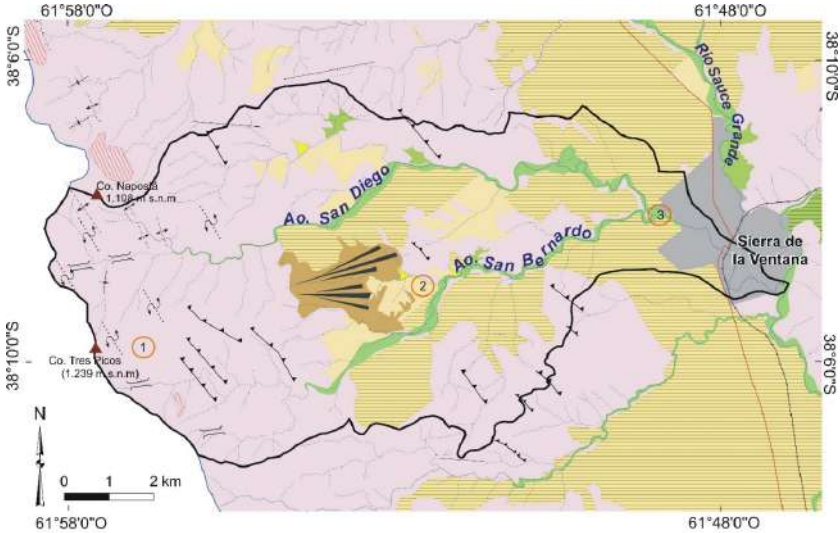 61°58'0"O
61°48'0"O
38°6'0"S
38°10'0"S
Río Sauce Grande
Co. Napostá
1.108 m s.n.m
Ao. San Diego
3
Sierra de
la Ventana
Ao. San Bernardo
2
1
Co. Tres Picos
(1.239 m s.n.m)
38°10'0"S
38°6'0"S
N
0 1 2 km
61°58'0"O
61°48'0"O